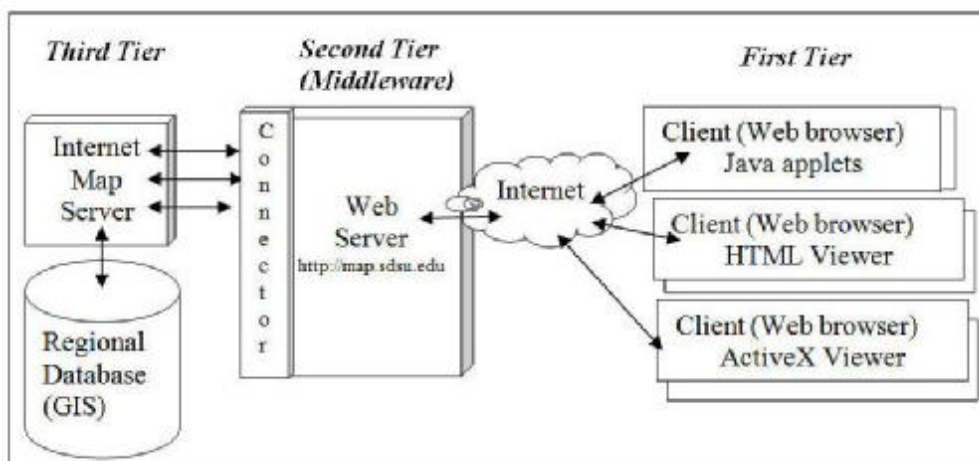 Third Tier
Second Tier
(Middleware)
First Tier
Internet
Map
Server
Regional
Database
(GIS)
Connector
Web
Server
http://map.sdsu.edu
Internet
Client (Web browser)
Java applets
Client (Web browser)
HTML Viewer
Client (Web browser)
ActiveX Viewer